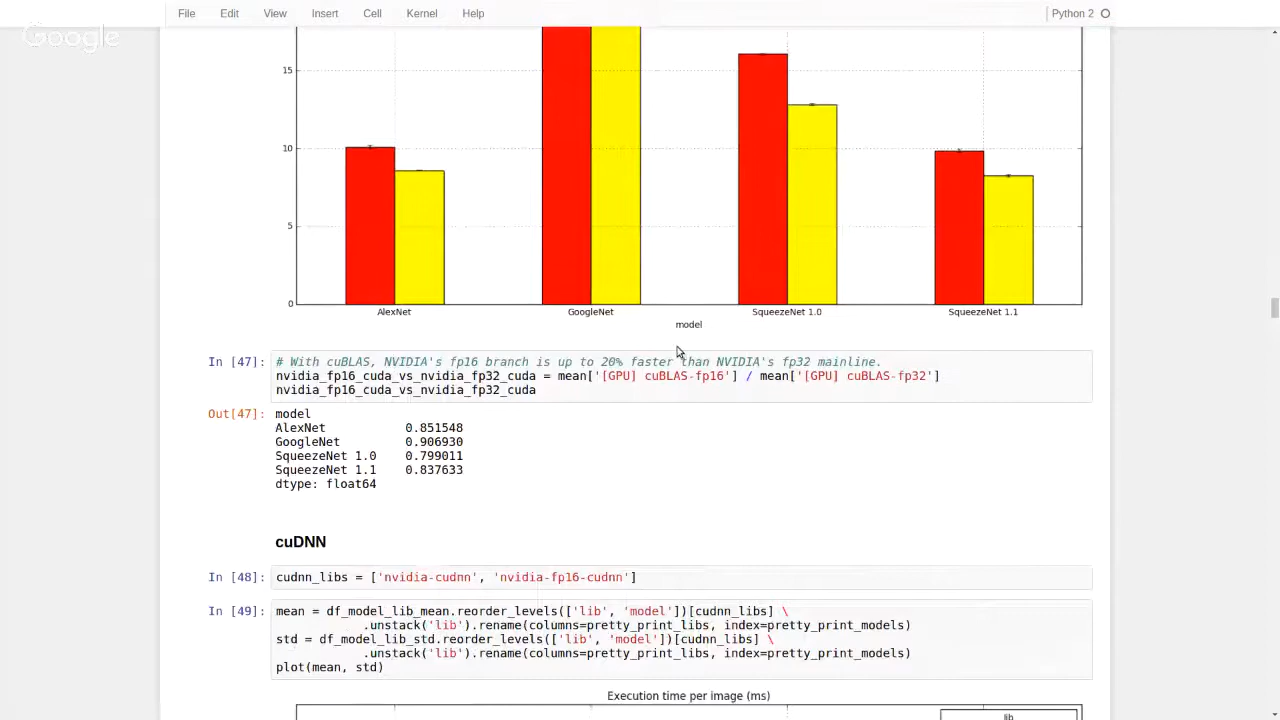 File Edit View Insert Cell Kernel Help Python 2
Google
15
10
5
0
AlexNet GoogleNet SqueezeNet 1.0 SqueezeNet 1.1
model
In [47]: # With cuBLAS, NVIDIA's fp16 branch is up to 20% faster than NVIDIA's fp32 mainline.
nvidia_fp16_cuda_vs_nvidia_fp32_cuda = mean['[GPU] cuBLAS-fp16'] / mean['[GPU] cuBLAS-fp32']
nvidia_fp16_cuda_vs_nvidia_fp32_cuda
Out[47]: model
AlexNet 0.851548
GoogleNet 0.906930
SqueezeNet 1.0 0.799011
SqueezeNet 1.1 0.837633
dtype: float64
cuDNN
In [48]: cudnn_libs = ['nvidia-cudnn', 'nvidia-fp16-cudnn']
In [49]: mean = df_model_lib_mean.reorder_levels(['lib', 'model'])[cudnn_libs] \
.unstack('lib').rename(columns=pretty_print_libs, index=pretty_print_models)
std = df_model_lib_std.reorder_levels(['lib', 'model'])[cudnn_libs] \
.unstack('lib').rename(columns=pretty_print_libs, index=pretty_print_models)
plot(mean, std)
Execution time per image (ms)
lib